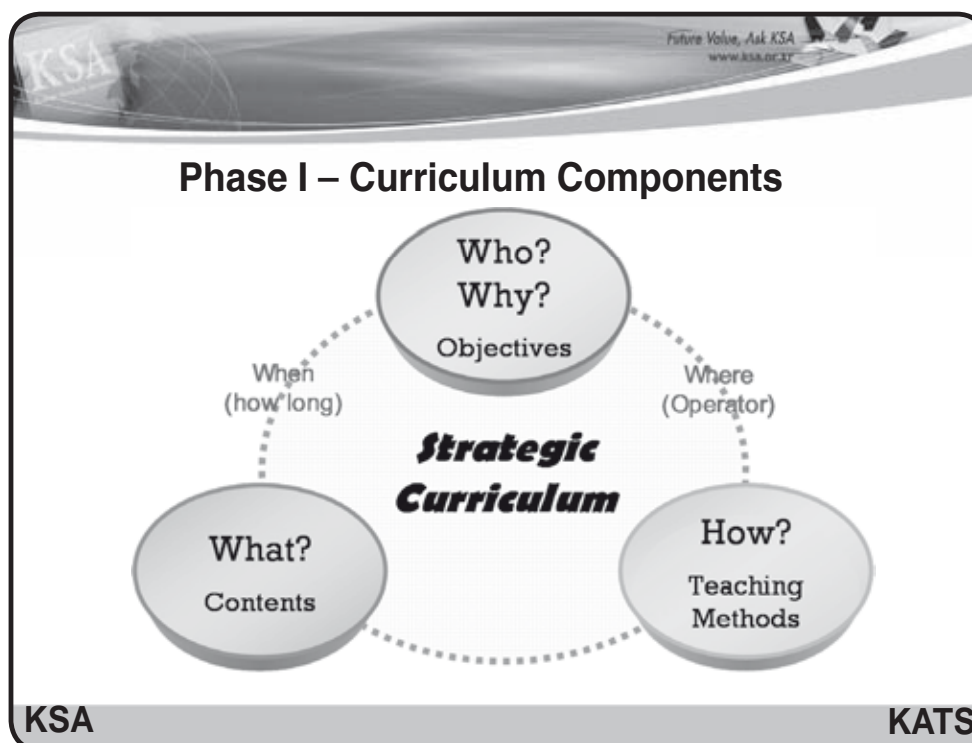 KSA
Future Value, Ask KSA
www.ksa.or.kr
Phase I – Curriculum Components
Who?
Why?
Objectives
When
(how long)
Where
(Operator)
Strategic
Curriculum
What?
Contents
How?
Teaching
Methods
KSA
KATS